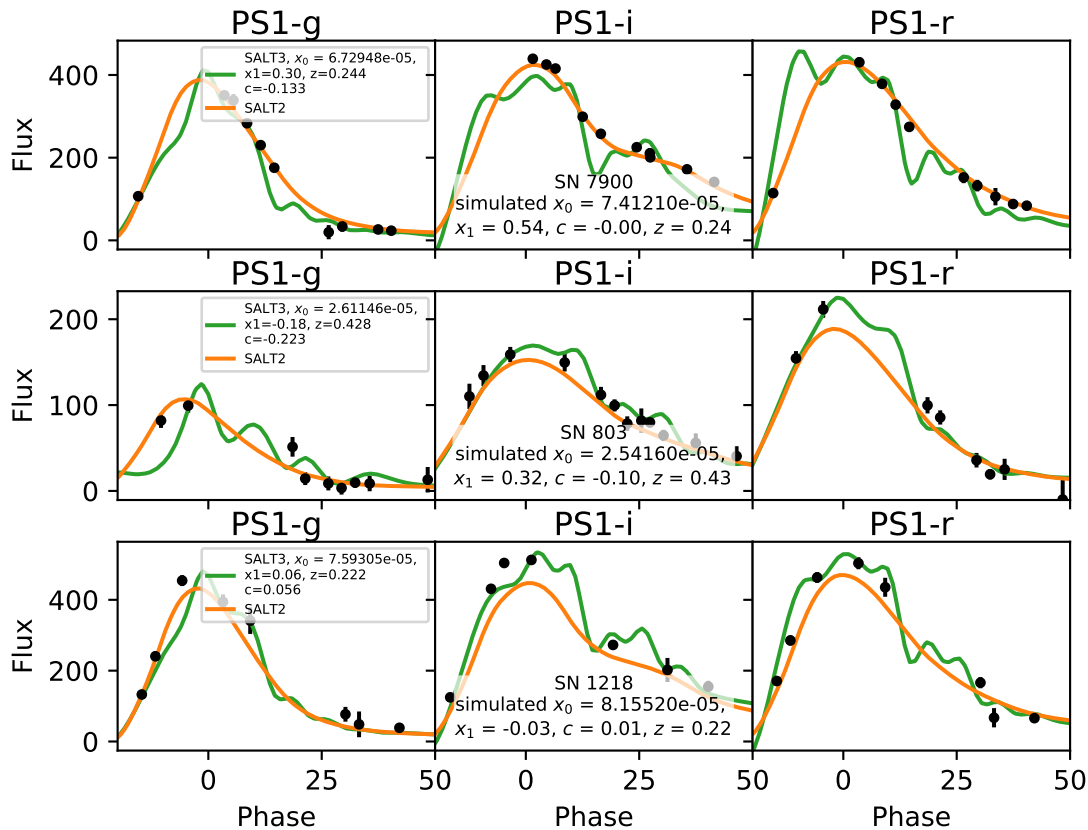 PS1-g PS1-i PS1-r
Flux
400
200
0
SALT3, x₀ = 6.72948e-05,
x1=0.30, z=0.244
c=-0.133
SALT2
SN 7900
simulated x₀ = 7.41210e-05,
x₁ = 0.54, c = -0.00, z = 0.24
PS1-g PS1-i PS1-r
Flux
200
100
0
SALT3, x₀ = 2.61146e-05,
x1=-0.18, z=0.428
c=-0.223
SALT2
SN 803
simulated x₀ = 2.54160e-05,
x₁ = 0.32, c = -0.10, z = 0.43
PS1-g PS1-i PS1-r
Flux
400
200
0
SALT3, x₀ = 7.59305e-05,
x1=0.06, z=0.222
c=0.056
SALT2
SN 1218
simulated x₀ = 8.15520e-05,
x₁ = -0.03, c = 0.01, z = 0.22
0 25 50 0 25 50 0 25 50
Phase Phase Phase